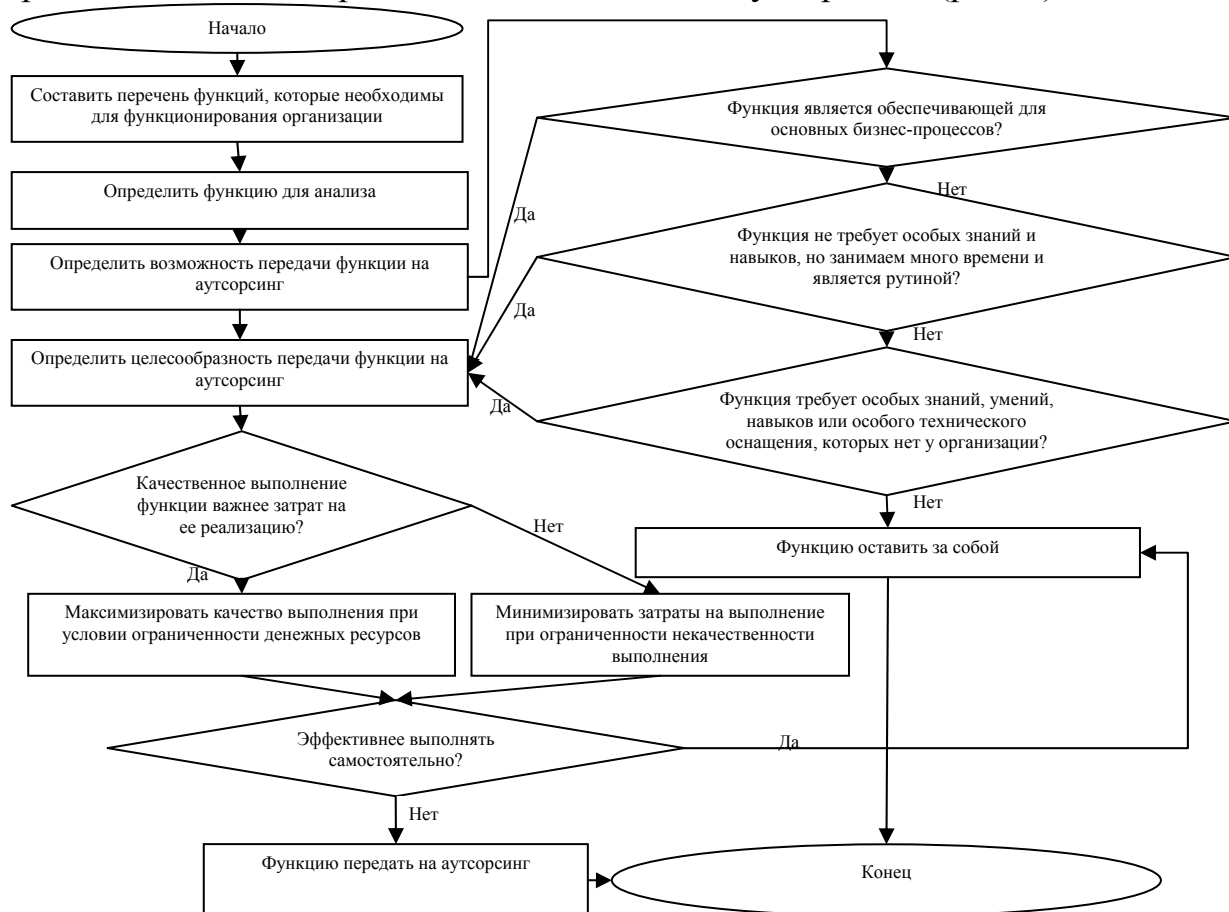 Начало
Составить перечень функций, которые необходимы
для функционирования организации
Определить функцию для анализа
Определить возможность передачи функции на
аутсорсинг
Определить целесообразность передачи функции на
аутсорсинг
Качественное выполнение
функции важнее затрат на
ее реализацию?
Да
Нет
Максимизировать качество выполнения при
условии ограниченности денежных ресурсов
Минимизировать затраты на выполнение
при ограниченности некачественности
выполнения
Эффективнее выполнять
самостоятельно?
Да
Нет
Функцию передать на аутсорсинг
Функция является обеспечивающей для
основных бизнес-процессов?
Да
Нет
Функция не требует особых знаний и
навыков, но занимаем много времени и
является рутиной?
Да
Нет
Функция требует особых знаний, умений,
навыков или особого технического
оснащения, которых нет у организации?
Да
Нет
Функцию оставить за собой
Конец